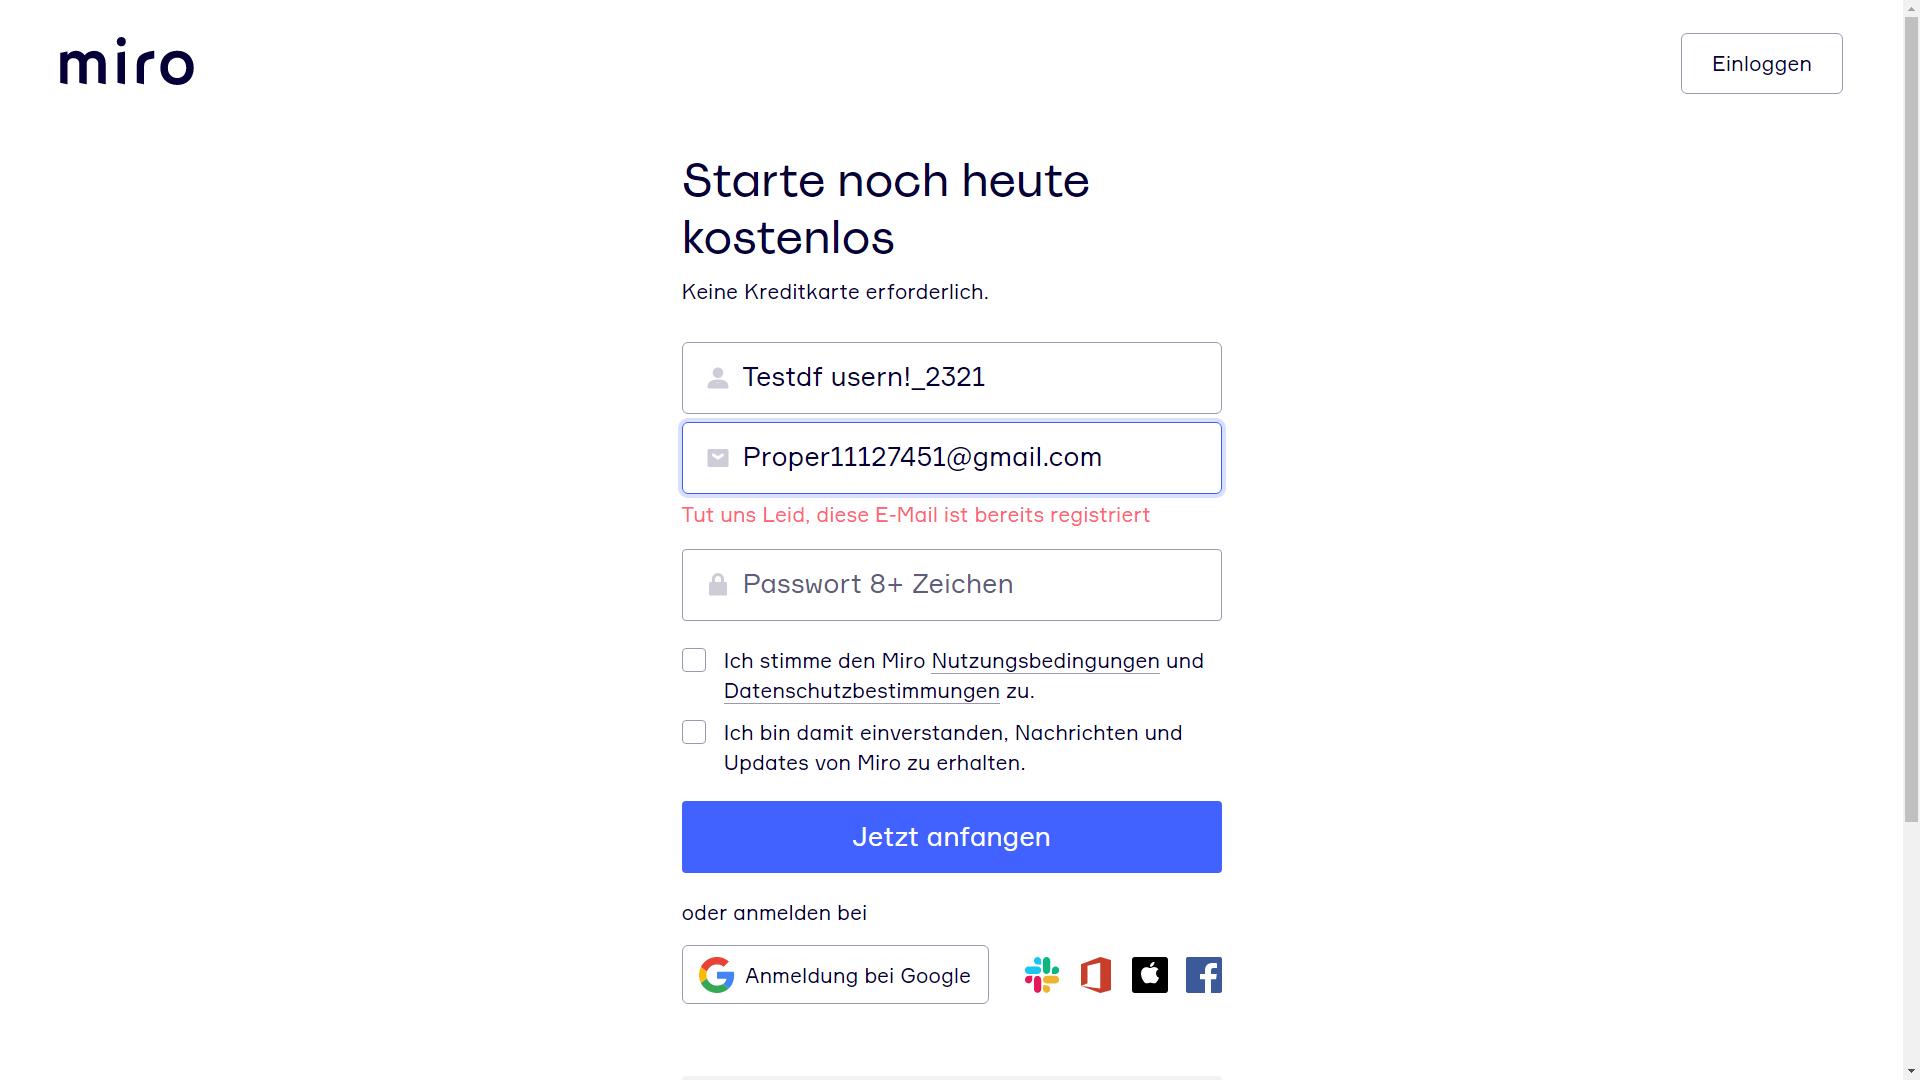 miro
Einloggen
Starte noch heute
kostenlos
Keine Kreditkarte erforderlich.
Testdf usern!_2321
Proper11127451@gmail.com
Tut uns Leid, diese E-Mail ist bereits registriert
Passwort 8+ Zeichen
Ich stimme den Miro Nutzungsbedingungen und
Datenschutzbestimmungen zu.
Ich bin damit einverstanden, Nachrichten und
Updates von Miro zu erhalten.
Jetzt anfangen
oder anmelden bei
Anmeldung bei Google